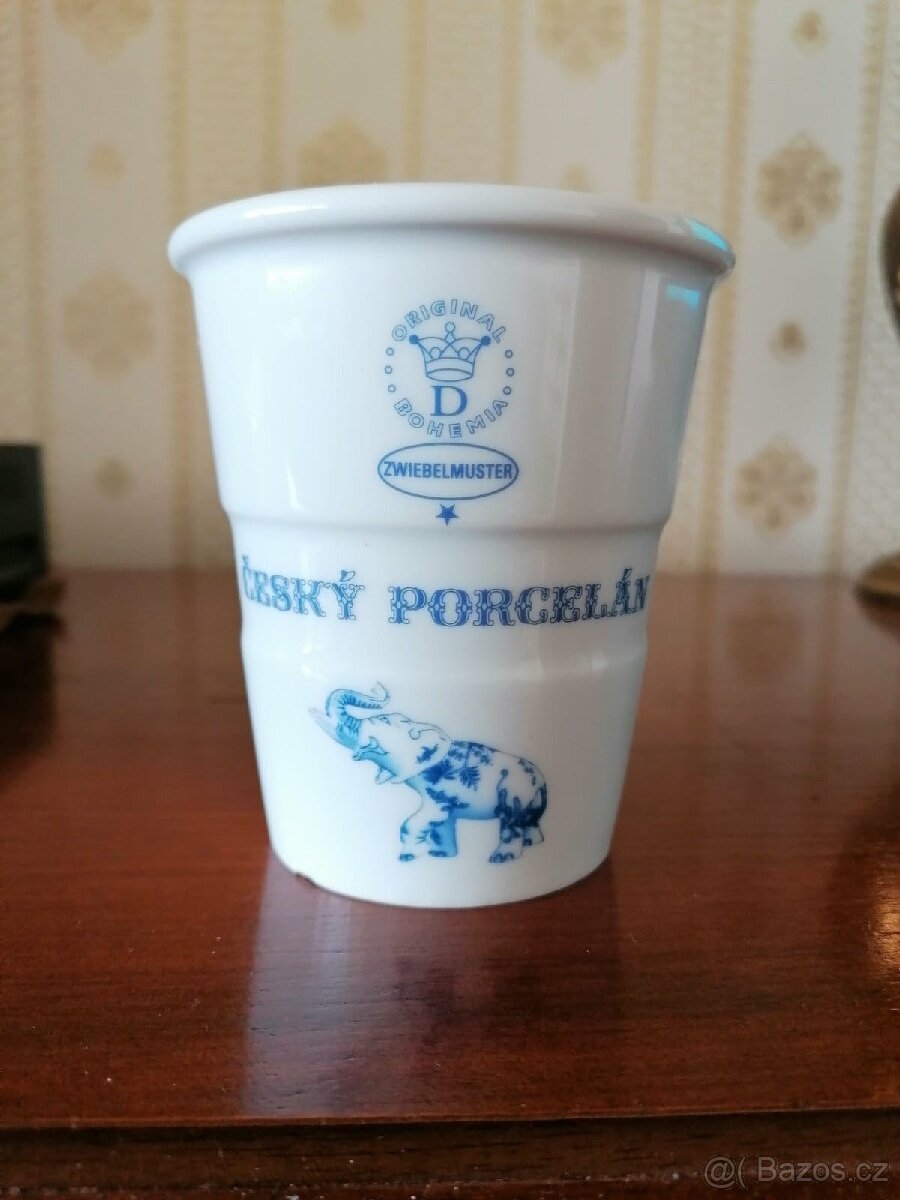 ORIGINAL
D
BOHEMIA
ZWIEBELMUSTER
ČESKÝ PORCELÁN
@( Bazos.cz